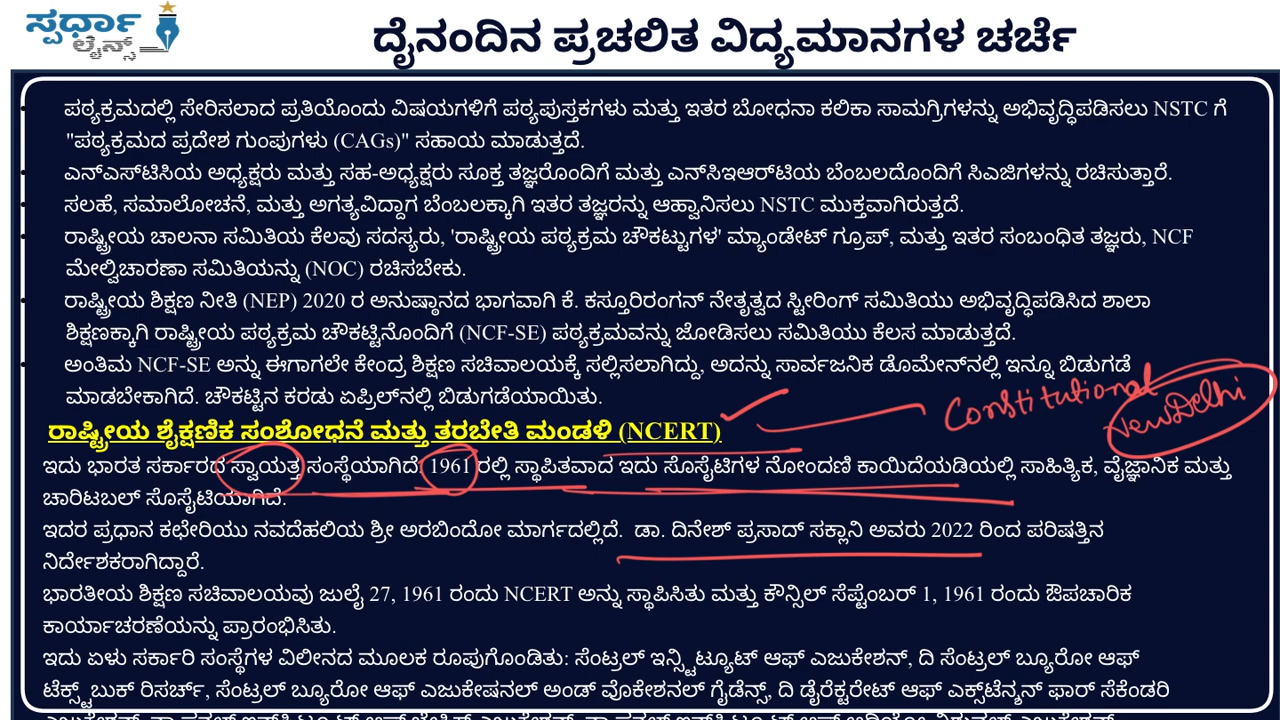 ಸ್ಪರ್ಧಾ
ಲೈನ್ಸ್
ದೈನಂದಿನ ಪ್ರಚಲಿತ ವಿದ್ಯಮಾನಗಳ ಚರ್ಚೆ
ಪಠ್ಯಕ್ರಮದಲ್ಲಿ ಸೇರಿಸಲಾದ ಪ್ರತಿಯೊಂದು ವಿಷಯಗಳಿಗೆ ಪಠ್ಯಪುಸ್ತಕಗಳು ಮತ್ತು ಇತರ ಬೋಧನಾ ಕಲಿಕಾ ಸಾಮಗ್ರಿಗಳನ್ನು ಅಭಿವೃದ್ಧಿಪಡಿಸಲು NSTC ಗೆ
"ಪಠ್ಯಕ್ರಮದ ಪ್ರದೇಶ ಗುಂಪುಗಳು (CAGs)" ಸಹಾಯ ಮಾಡುತ್ತದೆ.
ಎನ್ಎಸ್‌ಟಿಸಿಯ ಅಧ್ಯಕ್ಷರು ಮತ್ತು ಸಹ-ಅಧ್ಯಕ್ಷರು ಸೂಕ್ತ ತಜ್ಞರೊಂದಿಗೆ ಮತ್ತು ಎನ್‌ಸಿಇಆರ್‌ಟಿಯ ಬೆಂಬಲದೊಂದಿಗೆ ಸಿಎಜಿಗಳನ್ನು ರಚಿಸುತ್ತಾರೆ.
ಸಲಹೆ, ಸಮಾಲೋಚನೆ, ಮತ್ತು ಅಗತ್ಯವಿದ್ದಾಗ ಬೆಂಬಲಕ್ಕಾಗಿ ಇತರ ತಜ್ಞರನ್ನು ಆಹ್ವಾನಿಸಲು NSTC ಮುಕ್ತವಾಗಿರುತ್ತದೆ.
ರಾಷ್ಟ್ರೀಯ ಚಾಲನಾ ಸಮಿತಿಯ ಕೆಲವು ಸದಸ್ಯರು, 'ರಾಷ್ಟ್ರೀಯ ಪಠ್ಯಕ್ರಮ ಚೌಕಟ್ಟುಗಳ' ಮ್ಯಾಂಡೇಟ್ ಗ್ರೂಪ್, ಮತ್ತು ಇತರ ಸಂಬಂಧಿತ ತಜ್ಞರು, NCF
ಮೇಲ್ವಿಚಾರಣಾ ಸಮಿತಿಯನ್ನು (NOC) ರಚಿಸಬೇಕು.
ರಾಷ್ಟ್ರೀಯ ಶಿಕ್ಷಣ ನೀತಿ (NEP) 2020 ರ ಅನುಷ್ಠಾನದ ಭಾಗವಾಗಿ ಕೆ. ಕಸ್ತೂರಿರಂಗನ್ ನೇತೃತ್ವದ ಸ್ಟೀರಿಂಗ್ ಸಮಿತಿಯು ಅಭಿವೃದ್ಧಿಪಡಿಸಿದ ಶಾಲಾ
ಶಿಕ್ಷಣಕ್ಕಾಗಿ ರಾಷ್ಟ್ರೀಯ ಪಠ್ಯಕ್ರಮ ಚೌಕಟ್ಟಿನೊಂದಿಗೆ (NCF-SE) ಪಠ್ಯಕ್ರಮವನ್ನು ಜೋಡಿಸಲು ಸಮಿತಿಯು ಕೆಲಸ ಮಾಡುತ್ತದೆ.
ಅಂತಿಮ NCF-SE ಅನ್ನು ಈಗಾಗಲೇ ಕೇಂದ್ರ ಶಿಕ್ಷಣ ಸಚಿವಾಲಯಕ್ಕೆ ಸಲ್ಲಿಸಲಾಗಿದ್ದು, ಅದನ್ನು ಸಾರ್ವಜನಿಕ ಡೊಮೇನ್‌ನಲ್ಲಿ ಇನ್ನೂ ಬಿಡುಗಡೆ
ಮಾಡಬೇಕಾಗಿದೆ. ಚೌಕಟ್ಟಿನ ಕರಡು ಏಪ್ರಿಲ್‌ನಲ್ಲಿ ಬಿಡುಗಡೆಯಾಯಿತು.
Constitutional
New Delhi
ರಾಷ್ಟ್ರೀಯ ಶೈಕ್ಷಣಿಕ ಸಂಶೋಧನೆ ಮತ್ತು ತರಬೇತಿ ಮಂಡಳಿ (NCERT)
ಇದು ಭಾರತ ಸರ್ಕಾರದ ಸ್ವಾಯತ್ತ ಸಂಸ್ಥೆಯಾಗಿದೆ 1961 ರಲ್ಲಿ ಸ್ಥಾಪಿತವಾದ ಇದು ಸೊಸೈಟಿಗಳ ನೋಂದಣಿ ಕಾಯಿದೆಯಡಿಯಲ್ಲಿ ಸಾಹಿತ್ಯಿಕ, ವೈಜ್ಞಾನಿಕ ಮತ್ತು
ಚಾರಿಟಬಲ್ ಸೊಸೈಟಿಯಾಗಿದೆ.
ಇದರ ಪ್ರಧಾನ ಕಛೇರಿಯು ನವದೆಹಲಿಯ ಶ್ರೀ ಅರಬಿಂದೋ ಮಾರ್ಗದಲ್ಲಿದೆ. ಡಾ. ದಿನೇಶ್ ಪ್ರಸಾದ್ ಸಕ್ಲಾನಿ ಅವರು 2022 ರಿಂದ ಪರಿಷತ್ತಿನ
ನಿರ್ದೇಶಕರಾಗಿದ್ದಾರೆ.
ಭಾರತೀಯ ಶಿಕ್ಷಣ ಸಚಿವಾಲಯವು ಜುಲೈ 27, 1961 ರಂದು NCERT ಅನ್ನು ಸ್ಥಾಪಿಸಿತು ಮತ್ತು ಕೌನ್ಸಿಲ್ ಸೆಪ್ಟೆಂಬರ್ 1, 1961 ರಂದು ಔಪಚಾರಿಕ
ಕಾರ್ಯಾಚರಣೆಯನ್ನು ಪ್ರಾರಂಭಿಸಿತು.
ಇದು ಏಳು ಸರ್ಕಾರಿ ಸಂಸ್ಥೆಗಳ ವಿಲೀನದ ಮೂಲಕ ರೂಪುಗೊಂಡಿತು: ಸೆಂಟ್ರಲ್ ಇನ್ಸ್ಟಿಟ್ಯೂಟ್ ಆಫ್ ಎಜುಕೇಶನ್, ದಿ ಸೆಂಟ್ರಲ್ ಬ್ಯೂರೋ ಆಫ್
ಟೆಕ್ಸ್ಟ್‌ಬುಕ್ ರಿಸರ್ಚ್, ಸೆಂಟ್ರಲ್ ಬ್ಯೂರೋ ಆಫ್ ಎಜುಕೇಷನಲ್ ಅಂಡ್ ವೊಕೇಶನಲ್ ಗೈಡೆನ್ಸ್, ದಿ ಡೈರೆಕ್ಟರೇಟ್ ಆಫ್ ಎಕ್ಸ್‌ಟೆನ್ಶನ್ ಫಾರ್ ಸೆಕೆಂಡರಿ